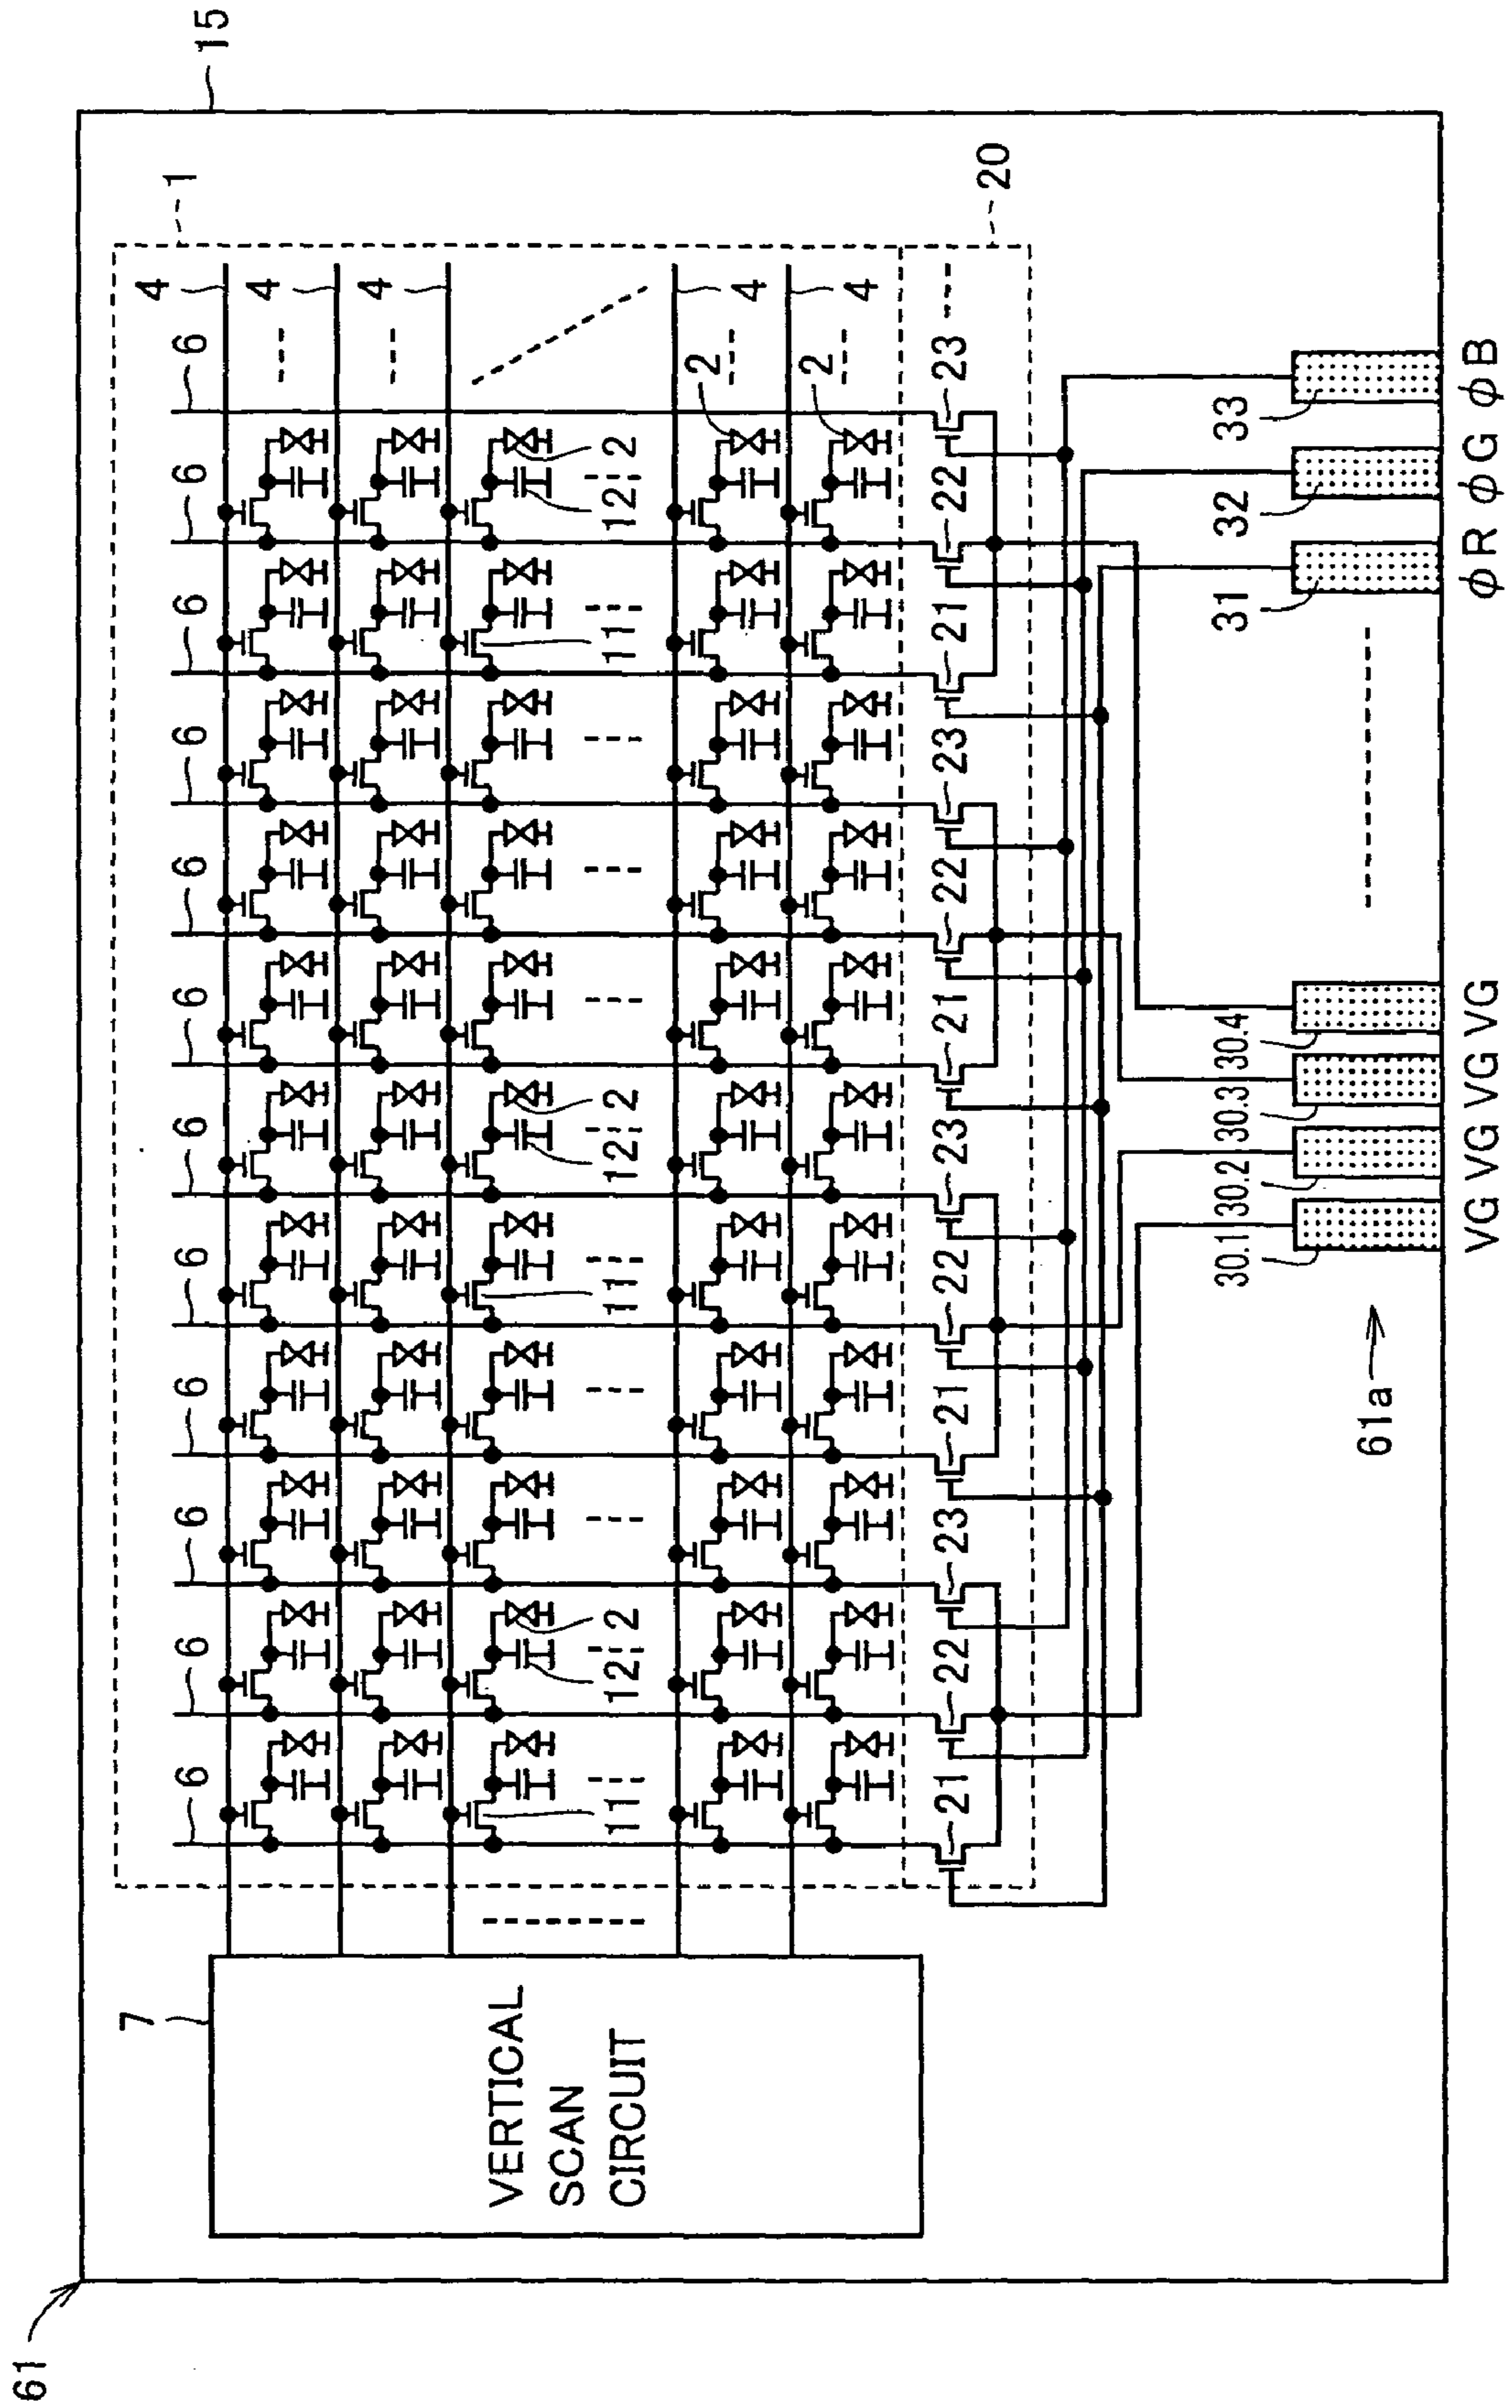 61
15
7
1
6 6 6 6 6 6 6 6 6 6 6 6
4
4
4
VERTICAL
SCAN
CIRCUIT
11 12 2 11 12 2 11 12 2
2
4
2
4
21 22 23 21 22 23 21 22 23 21 22 23
20
30.1 30.2 30.3 30.4 31 32 33
61a
VG VG VG VG φR φG φB